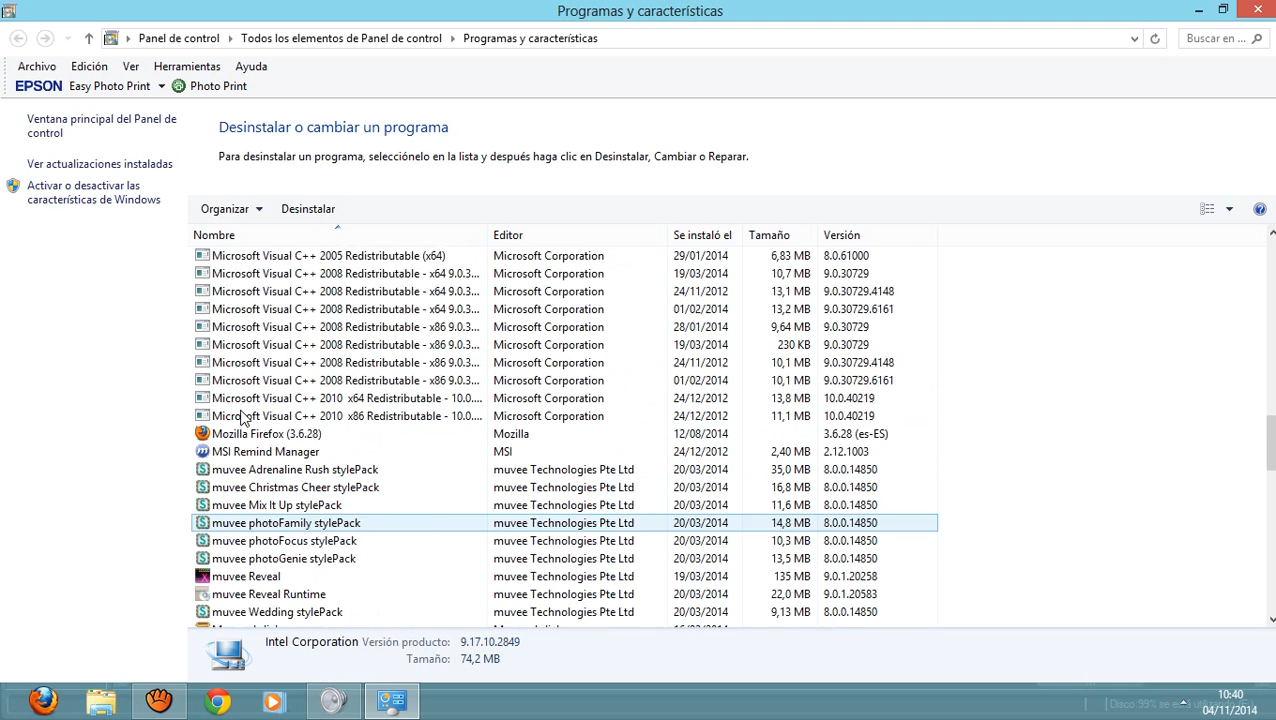 Programas y características
Panel de control Todos los elementos de Panel de control Programas y características Buscar en ...
Archivo Edición Ver Herramientas Ayuda
EPSON Easy Photo Print Photo Print
Ventana principal del Panel de control
Ver actualizaciones instaladas
Activar o desactivar las características de Windows
Desinstalar o cambiar un programa
Para desinstalar un programa, selecciónelo en la lista y después haga clic en Desinstalar, Cambiar o Reparar.
Organizar Desinstalar
Nombre Editor Se instaló el Tamaño Versión
Microsoft Visual C++ 2005 Redistributable (x64) Microsoft Corporation 29/01/2014 6,83 MB 8.0.61000
Microsoft Visual C++ 2008 Redistributable - x64 9.0.3... Microsoft Corporation 19/03/2014 10,7 MB 9.0.30729
Microsoft Visual C++ 2008 Redistributable - x64 9.0.3... Microsoft Corporation 24/11/2012 13,1 MB 9.0.30729.4148
Microsoft Visual C++ 2008 Redistributable - x64 9.0.3... Microsoft Corporation 01/02/2014 13,2 MB 9.0.30729.6161
Microsoft Visual C++ 2008 Redistributable - x86 9.0.3... Microsoft Corporation 28/01/2014 9,64 MB 9.0.30729
Microsoft Visual C++ 2008 Redistributable - x86 9.0.3... Microsoft Corporation 19/03/2014 230 KB 9.0.30729
Microsoft Visual C++ 2008 Redistributable - x86 9.0.3... Microsoft Corporation 24/11/2012 10,1 MB 9.0.30729.4148
Microsoft Visual C++ 2008 Redistributable - x86 9.0.3... Microsoft Corporation 01/02/2014 10,1 MB 9.0.30729.6161
Microsoft Visual C++ 2010 x64 Redistributable - 10.0.... Microsoft Corporation 24/12/2012 13,8 MB 10.0.40219
Microsoft Visual C++ 2010 x86 Redistributable - 10.0.... Microsoft Corporation 24/12/2012 11,1 MB 10.0.40219
Mozilla Firefox (3.6.28) Mozilla 12/08/2014 3.6.28 (es-ES)
MSI Remind Manager MSI 24/12/2012 2,40 MB 2.12.1003
muvee Adrenaline Rush stylePack muvee Technologies Pte Ltd 20/03/2014 35,0 MB 8.0.0.14850
muvee Christmas Cheer stylePack muvee Technologies Pte Ltd 20/03/2014 16,8 MB 8.0.0.14850
muvee Mix It Up stylePack muvee Technologies Pte Ltd 20/03/2014 11,6 MB 8.0.0.14850
muvee photoFamily stylePack muvee Technologies Pte Ltd 20/03/2014 14,8 MB 8.0.0.14850
muvee photoFocus stylePack muvee Technologies Pte Ltd 20/03/2014 10,3 MB 8.0.0.14850
muvee photoGenie stylePack muvee Technologies Pte Ltd 20/03/2014 13,5 MB 8.0.0.14850
muvee Reveal muvee Technologies Pte Ltd 19/03/2014 135 MB 9.0.1.20258
muvee Reveal Runtime muvee Technologies Pte Ltd 20/03/2014 22,0 MB 9.0.1.20583
muvee Wedding stylePack muvee Technologies Pte Ltd 20/03/2014 9,13 MB 8.0.0.14850
Intel Corporation Versión producto: 9.17.10.2849
Tamaño: 74,2 MB
10:40
04/11/2014